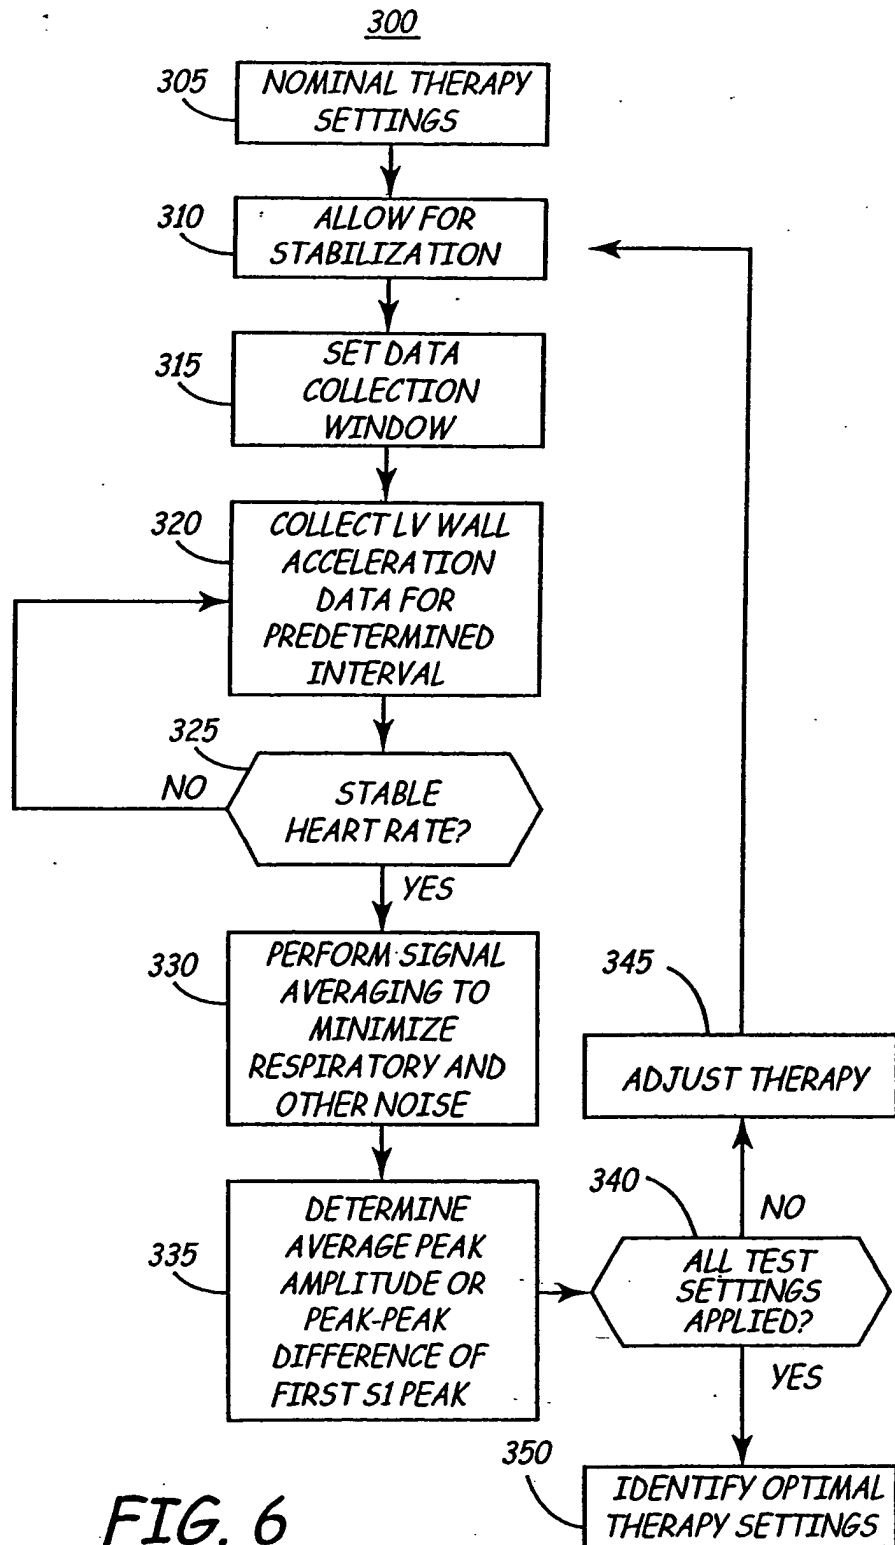 300
305
NOMINAL THERAPY
SETTINGS
310
ALLOW FOR
STABILIZATION
315
SET DATA
COLLECTION
WINDOW
320
COLLECT LV WALL
ACCELERATION
DATA FOR
PREDETERMINED
INTERVAL
325
NO
STABLE
HEART RATE?
YES
330
PERFORM SIGNAL
AVERAGING TO
MINIMIZE
RESPIRATORY AND
OTHER NOISE
335
DETERMINE
AVERAGE PEAK
AMPLITUDE OR
PEAK-PEAK
DIFFERENCE OF
FIRST S1 PEAK
345
ADJUST THERAPY
340
NO
ALL TEST
SETTINGS
APPLIED?
YES
350
IDENTIFY OPTIMAL
THERAPY SETTINGS
FIG. 6